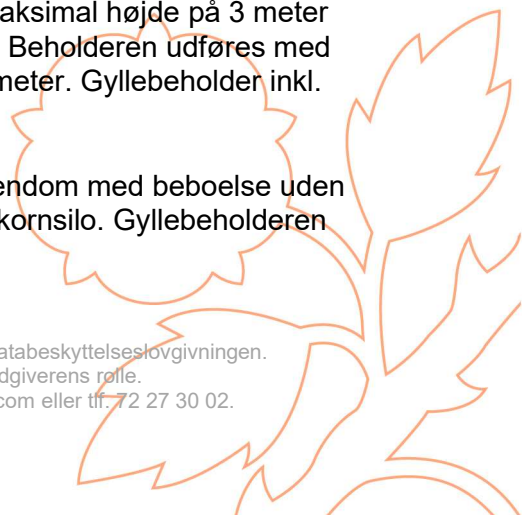 aksimal højde på 3 meter
Beholderen udføres med
meter. Gyllebeholder inkl.
endom med beboelse uden
kornsilo. Gyllebeholderen
atabeskyttelseslovgivningen.
dgiverens rolle.
com eller tlf. 72 27 30 02.